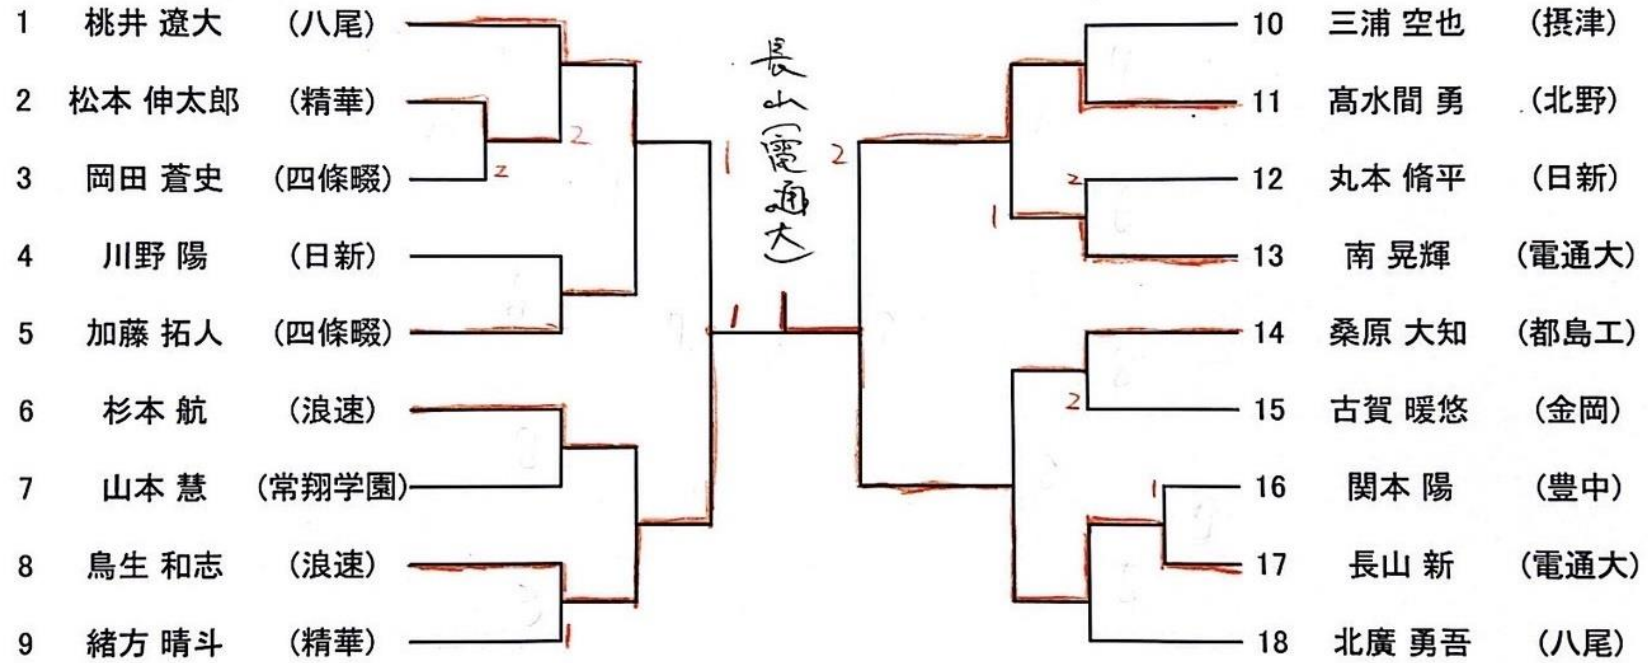 1 桃井 遼大 (八尾)
2 松本 伸太郎 (精華)
2
3 岡田 蒼史 (四條畷)
2
4 川野 陽 (日新)
5 加藤 拓人 (四條畷)
6 杉本 航 (浪速)
7 山本 慧 (常翔学園)
8 鳥生 和志 (浪速)
9 緒方 晴斗 (精華)
1
1
1
長山(電通大)
2
10 三浦 空也 (摂津)
11 髙水間 勇 (北野)
2
12 丸本 脩平 (日新)
1
13 南 晃輝 (電通大)
14 桑原 大知 (都島工)
2
15 古賀 暖悠 (金岡)
1
16 関本 陽 (豊中)
17 長山 新 (電通大)
18 北廣 勇吾 (八尾)